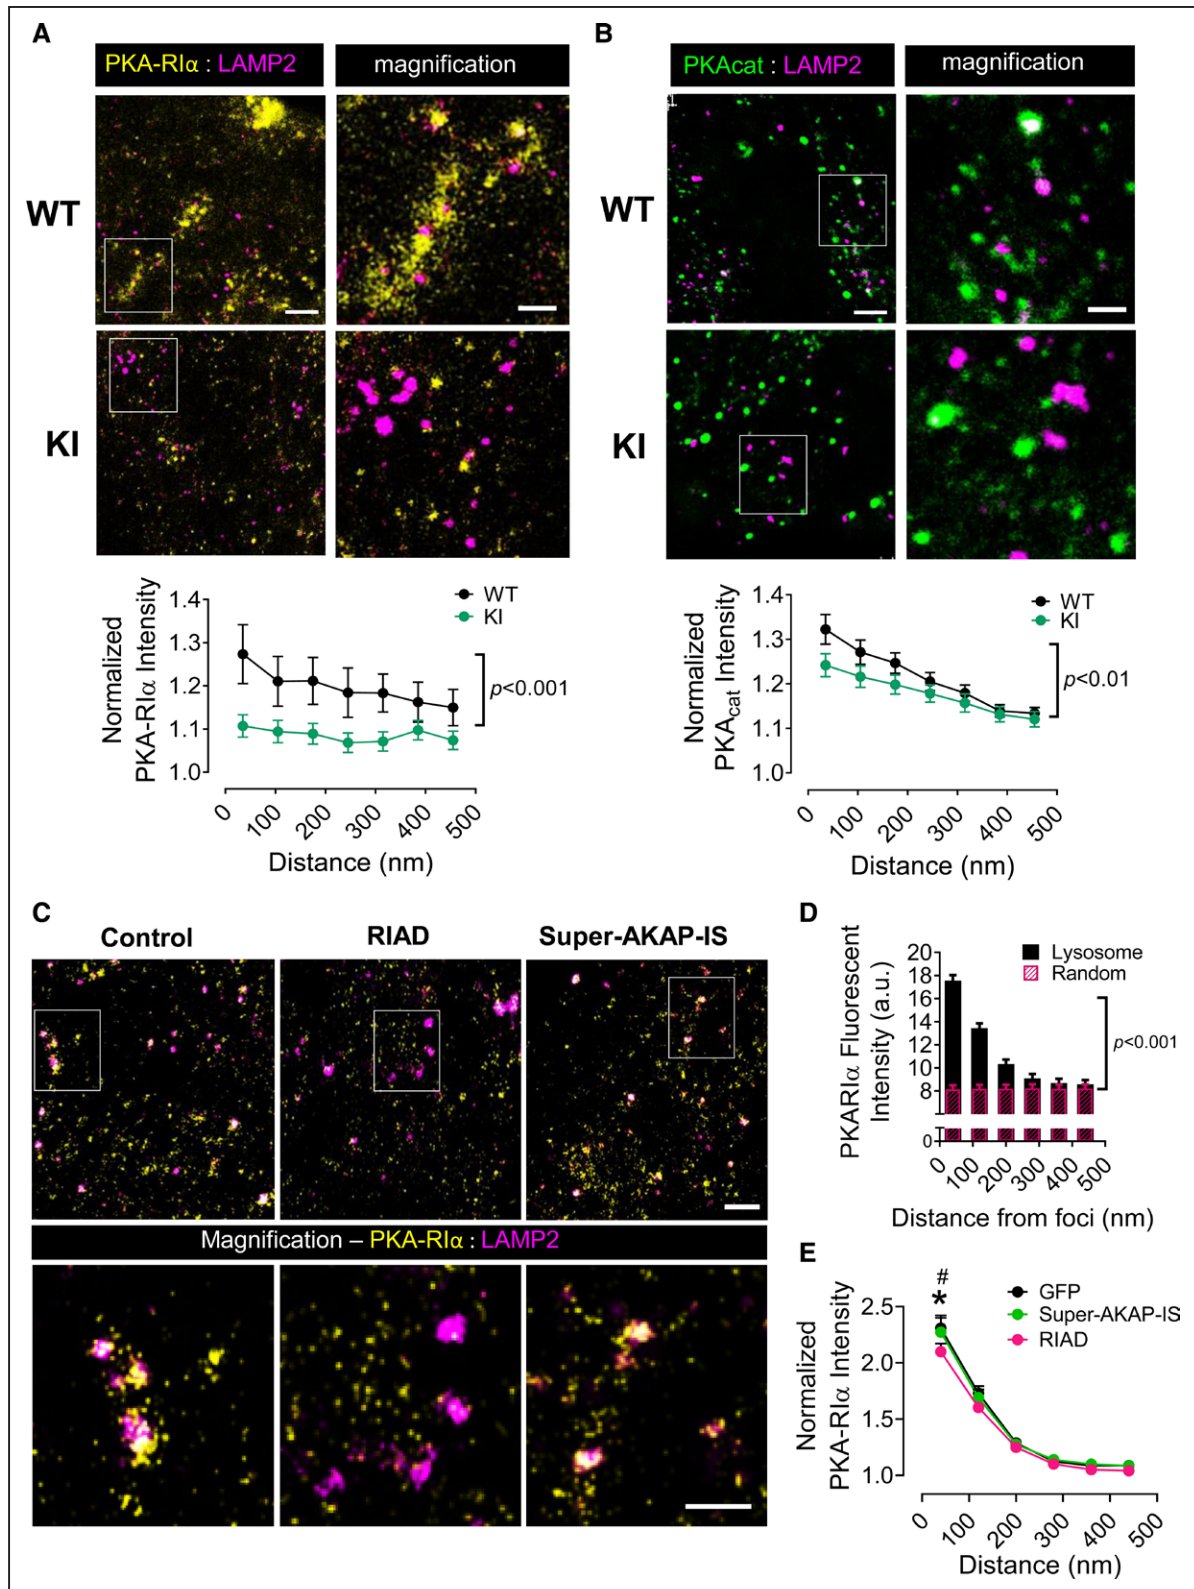 A
PKA-RIα : LAMP2
magnification
WT
KI
Normalized
PKA-RIα Intensity
1.4
1.3
1.2
1.1
1.0
WT
KI
p<0.001
0
100
200
300
400
500
Distance (nm)
B
PKAcat : LAMP2
magnification
WT
KI
Normalized
PKAcat Intensity
1.4
1.3
1.2
1.1
1.0
WT
KI
p<0.01
0
100
200
300
400
500
Distance (nm)
C
Control
RIAD
Super-AKAP-IS
Magnification – PKA-RIα : LAMP2
D
PKARIα Fluorescent
Intensity (a.u.)
20
18
16
14
12
10
8
0
Lysosome
Random
p<0.001
0
100
200
300
400
500
Distance from foci (nm)
E
Normalized
PKA-RIα Intensity
2.5
2.0
1.5
1.0
#
*
GFP
Super-AKAP-IS
RIAD
0
100
200
300
400
500
Distance (nm)